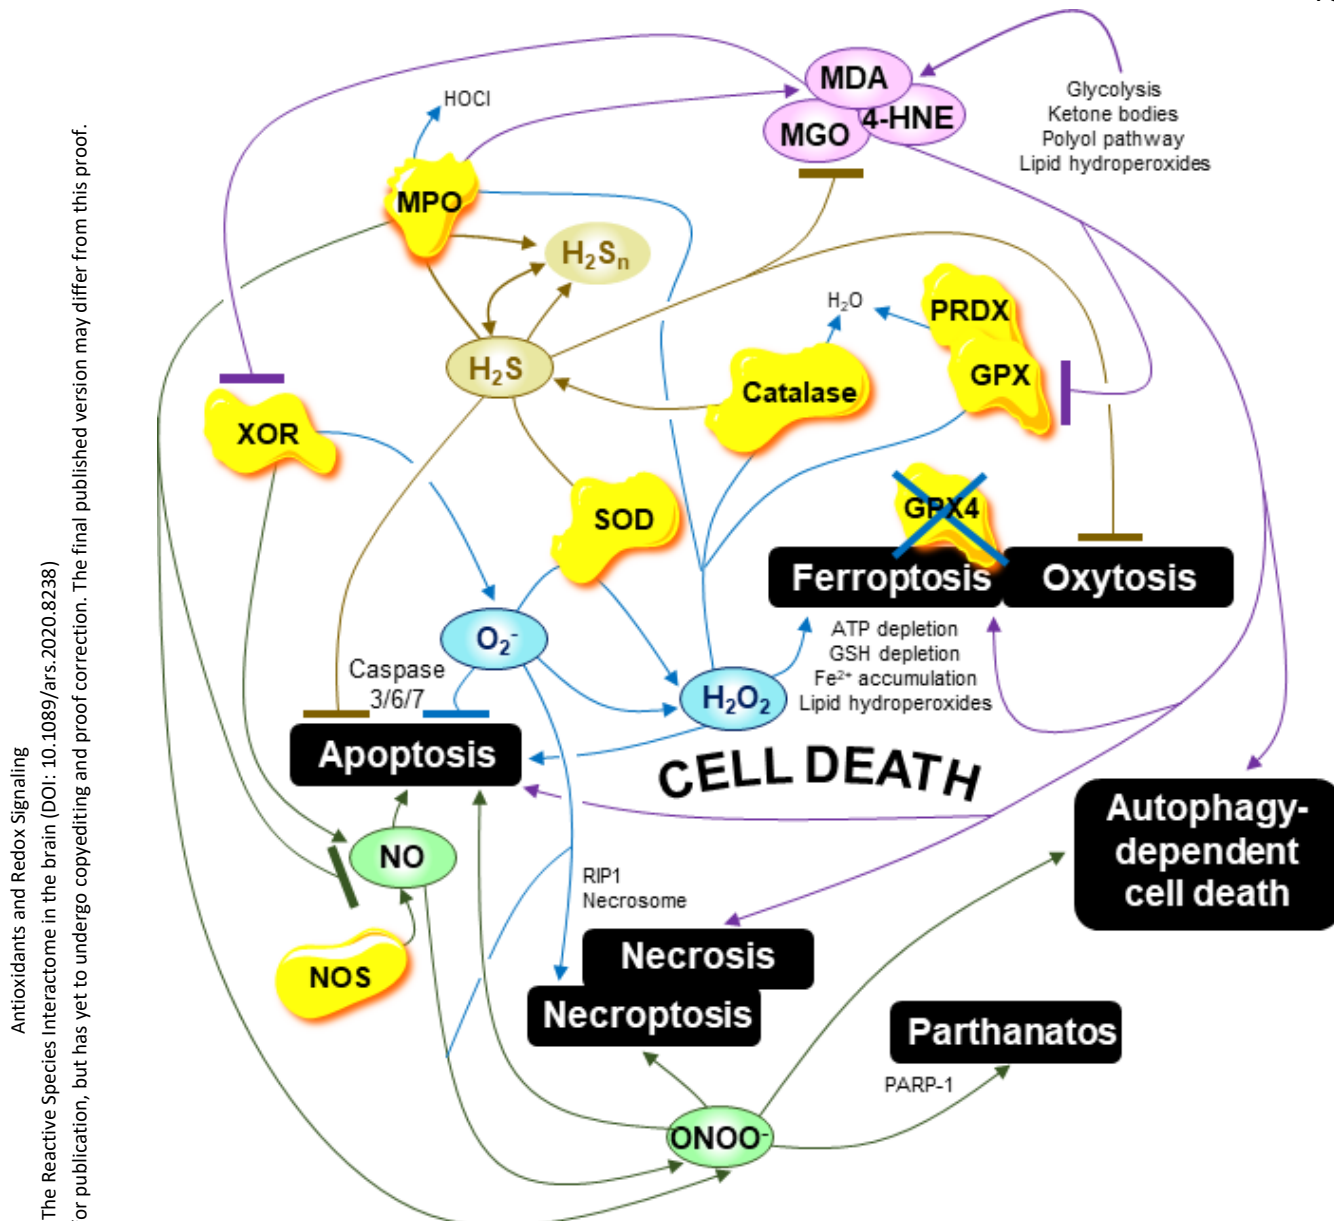 Antioxidants and Redox Signaling
The Reactive Species Interactome in the brain (DOI: 10.1089/ars.2020.8238)
or publication, but has yet to undergo copyediting and proof correction. The final published version may differ from this proof.
MDA
4-HNE
MGO
Glycolysis
Ketone bodies
Polyol pathway
Lipid hydroperoxides
HOCl
MPO
H₂Sₙ
H₂S
H₂O
PRDX
GPX
Catalase
XOR
SOD
GPX4
Ferroptosis
Oxytosis
ATP depletion
GSH depletion
Fe²⁺ accumulation
Lipid hydroperoxides
O₂⁻
H₂O₂
Caspase
3/6/7
Apoptosis
CELL DEATH
Autophagy-
dependent
cell death
NO
NOS
RIP1
Necrosome
Necrosis
Necroptosis
Parthanatos
PARP-1
ONOO⁻